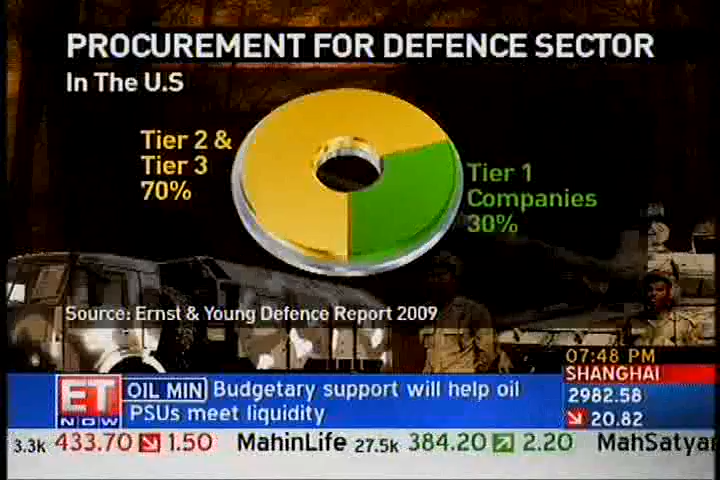 PROCUREMENT FOR DEFENCE SECTOR
In The U.S
Tier 2 &
Tier 3
70%
Tier 1
Companies
30%
Source: Ernst & Young Defence Report 2009
07:48 PM
SHANGHAI
2982.58
20.82
ET
NOW
OIL MIN Budgetary support will help oil
PSUs meet liquidity
3.3k 433.70 1.50 MahinLife 27.5k 384.20 2.20 MahSatya